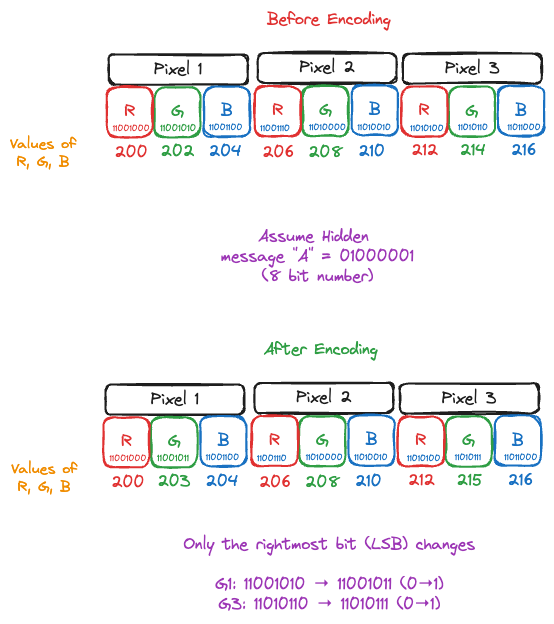 Before Encoding
Pixel 1 Pixel 2 Pixel 3
R G B R G B R G B
11001000 11001010 11001100 11001110 11010000 11010010 11010100 11010110 11011000
Values of
R, G, B
200 202 204 206 208 210 212 214 216
Assume Hidden
message "A" = 01000001
(8 bit number)
After Encoding
Pixel 1 Pixel 2 Pixel 3
R G B R G B R G B
11001000 11001011 11001100 11001110 11010000 11010010 11010100 11010111 11011000
Values of
R, G, B
200 203 204 206 208 210 212 215 216
Only the rightmost bit (LSB) changes
G1: 11001010 → 11001011 (0→1)
G3: 11010110 → 11010111 (0→1)